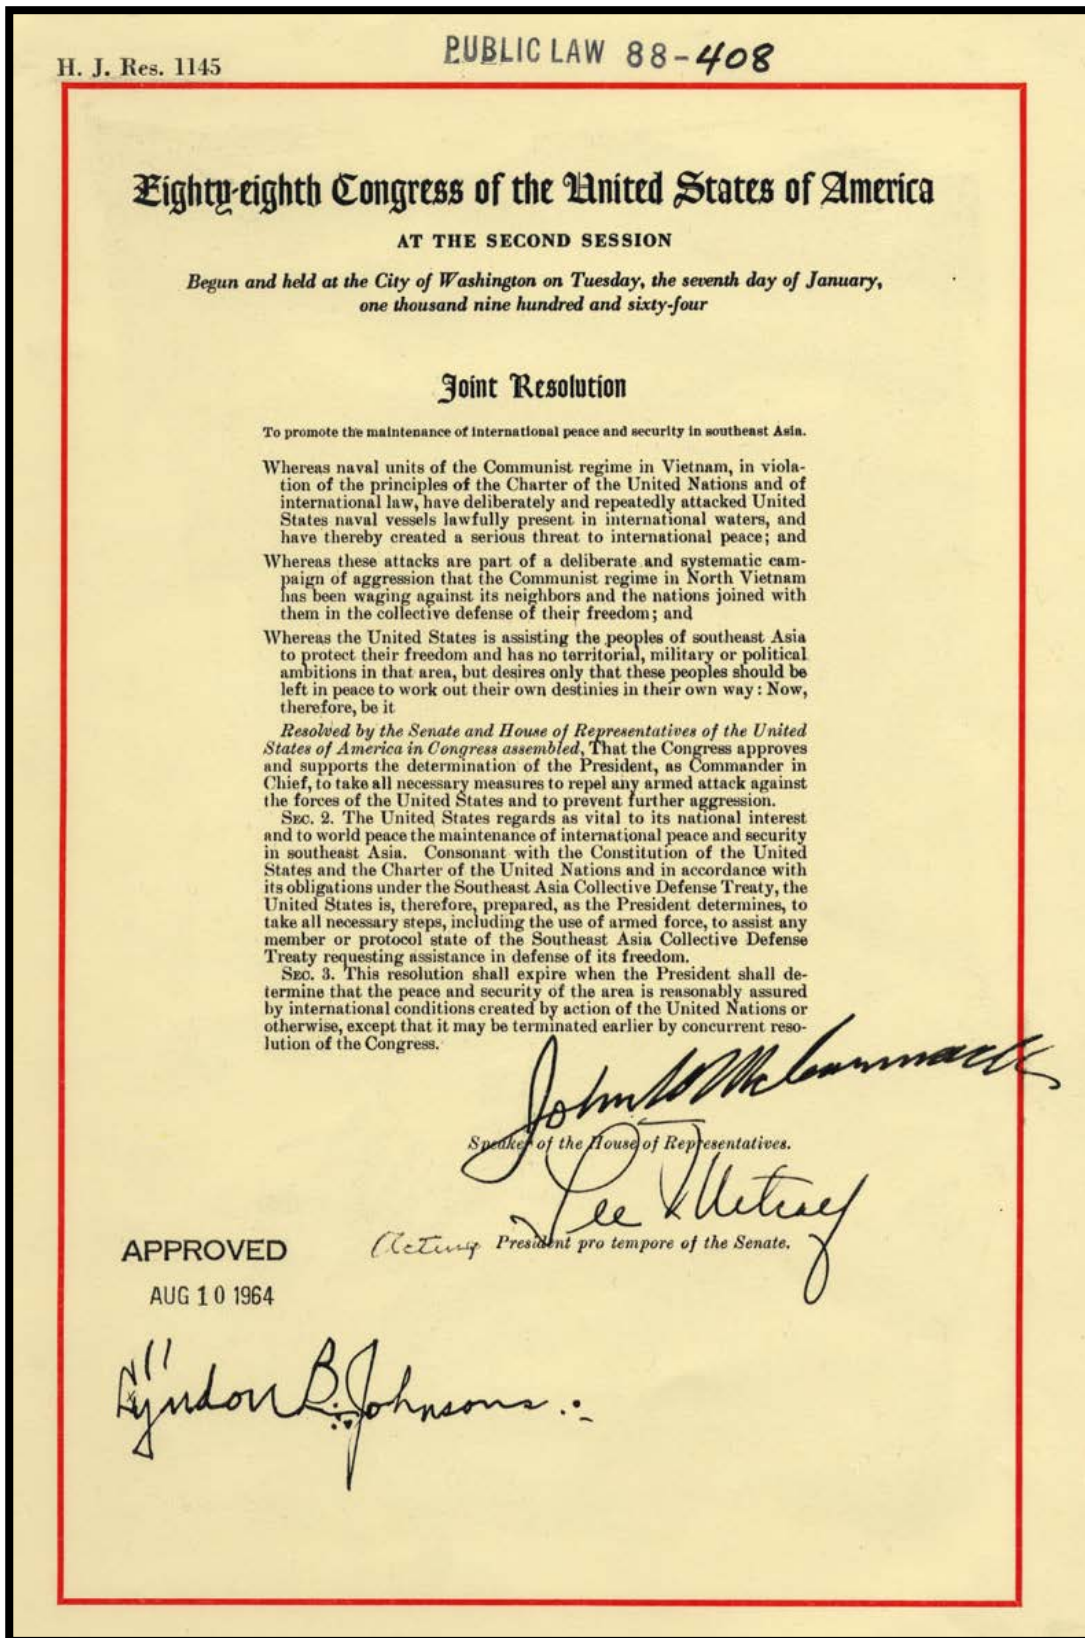 H. J. Res. 1145
PUBLIC LAW 88-408
Eighty-eighth Congress of the United States of America
AT THE SECOND SESSION
Begun and held at the City of Washington on Tuesday, the seventh day of January,
one thousand nine hundred and sixty-four
Joint Resolution
To promote the maintenance of international peace and security in southeast Asia.
Whereas naval units of the Communist regime in Vietnam, in viola-
tion of the principles of the Charter of the United Nations and of
international law, have deliberately and repeatedly attacked United
States naval vessels lawfully present in international waters, and
have thereby created a serious threat to international peace; and
Whereas these attacks are part of a deliberate and systematic cam-
paign of aggression that the Communist regime in North Vietnam
has been waging against its neighbors and the nations joined with
them in the collective defense of their freedom; and
Whereas the United States is assisting the peoples of southeast Asia
to protect their freedom and has no territorial, military or political
ambitions in that area, but desires only that these peoples should be
left in peace to work out their own destinies in their own way: Now,
therefore, be it
Resolved by the Senate and House of Representatives of the United
States of America in Congress assembled, That the Congress approves
and supports the determination of the President, as Commander in
Chief, to take all necessary measures to repel any armed attack against
the forces of the United States and to prevent further aggression.
SEC. 2. The United States regards as vital to its national interest
and to world peace the maintenance of international peace and security
in southeast Asia. Consonant with the Constitution of the United
States and the Charter of the United Nations and in accordance with
its obligations under the Southeast Asia Collective Defense Treaty, the
United States is, therefore, prepared, as the President determines, to
take all necessary steps, including the use of armed force, to assist any
member or protocol state of the Southeast Asia Collective Defense
Treaty requesting assistance in defense of its freedom.
SEC. 3. This resolution shall expire when the President shall de-
termine that the peace and security of the area is reasonably assured
by international conditions created by action of the United Nations or
otherwise, except that it may be terminated earlier by concurrent reso-
lution of the Congress.
John W McCormack
Speaker of the House of Representatives.
Lee Metcalf
Acting President pro tempore of the Senate.
APPROVED
AUG 10 1964
Lyndon B. Johnson